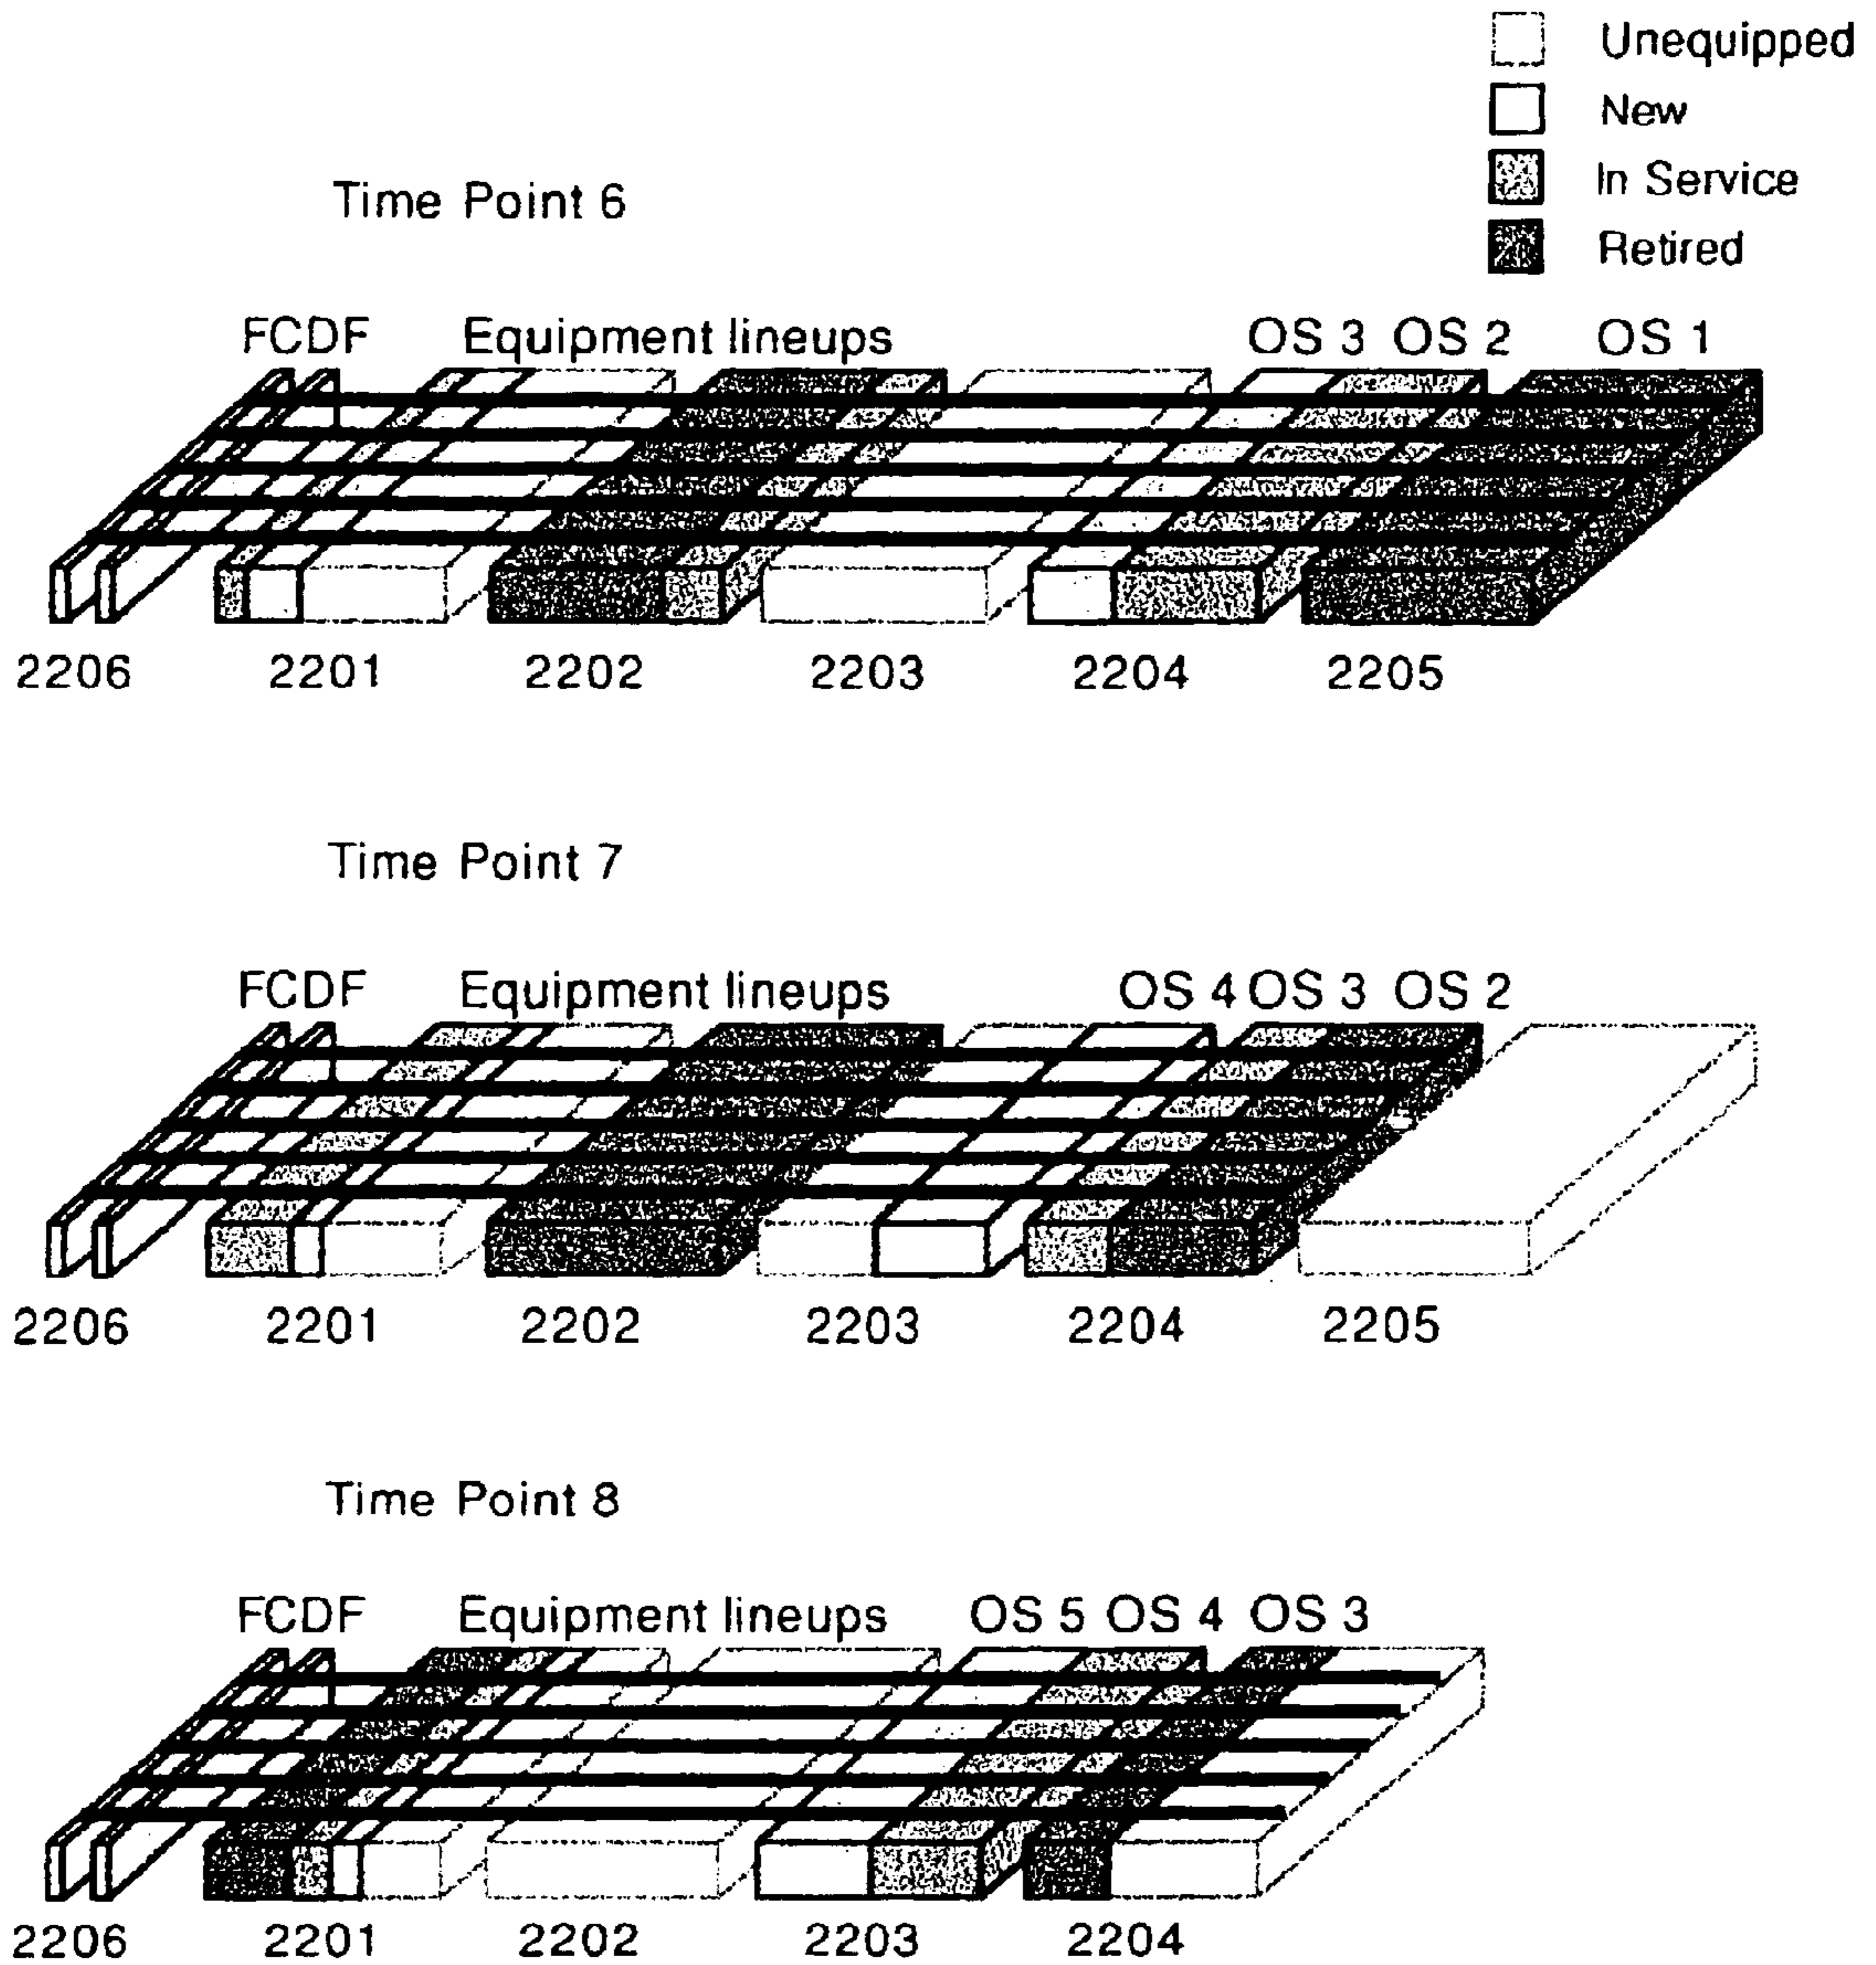 Unequipped
New
In Service
Retired
Time Point 6
FCDF Equipment lineups OS 3 OS 2 OS 1
2206 2201 2202 2203 2204 2205
Time Point 7
FCDF Equipment lineups OS 4 OS 3 OS 2
2206 2201 2202 2203 2204 2205
Time Point 8
FCDF Equipment lineups OS 5 OS 4 OS 3
2206 2201 2202 2203 2204